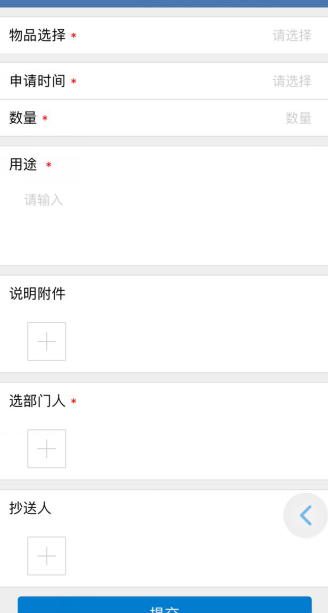 物品选择 * 请选择
申请时间 * 请选择
数量 * 数量
用途 *
请输入
说明附件
选部门人 *
抄送人
提交